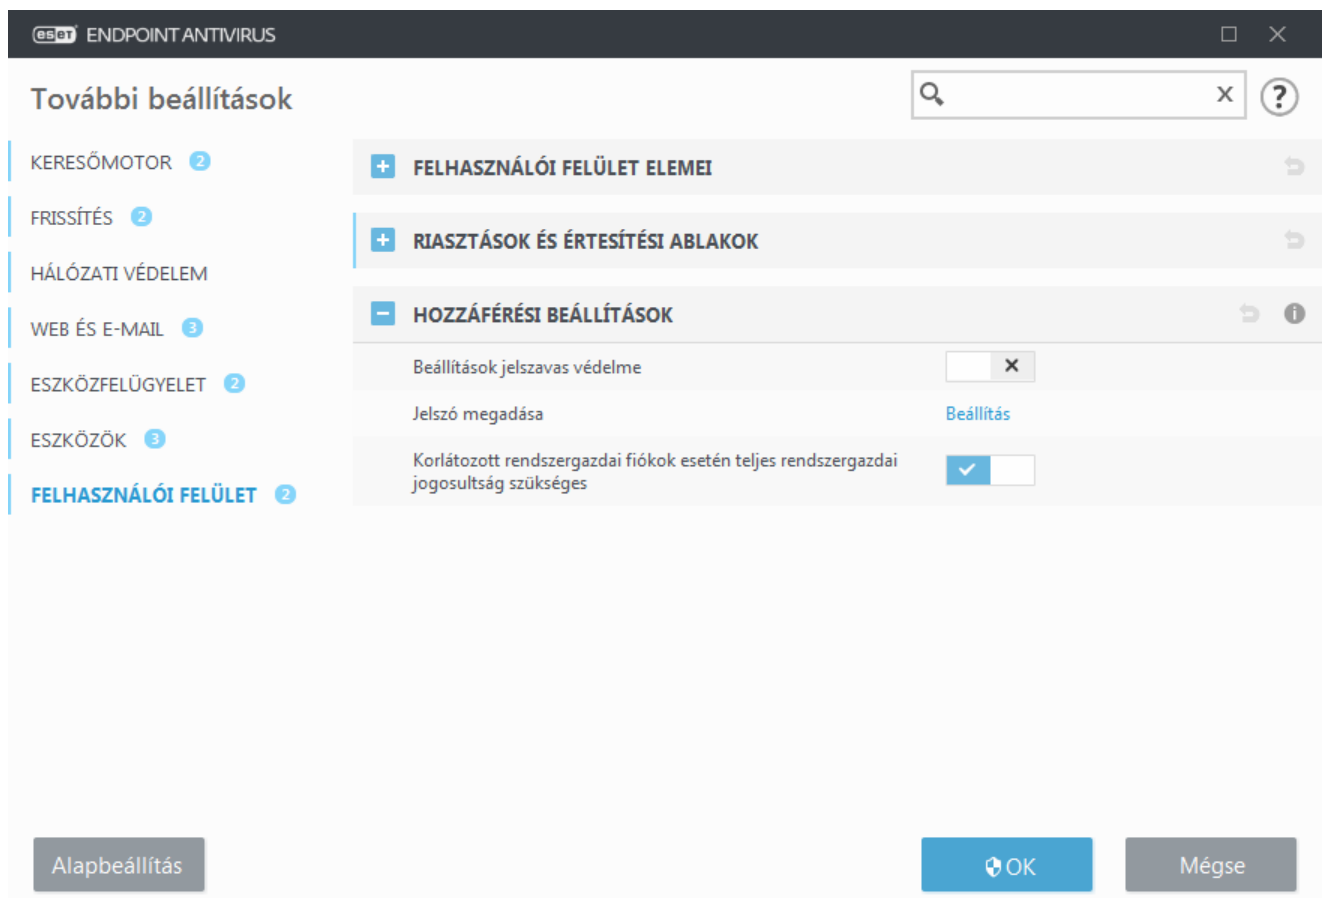 eset ENDPOINT ANTIVIRUS
További beállítások
KERESŐMOTOR 2
FRISSÍTÉS 2
HÁLÓZATI VÉDELEM
WEB ÉS E-MAIL 3
ESZKÖZFELÜGYELET 2
ESZKÖZÖK 3
FELHASZNÁLÓI FELÜLET 2
FELHASZNÁLÓI FELÜLET ELEMEI
RIASZTÁSOK ÉS ÉRTESÍTÉSI ABLAKOK
HOZZÁFÉRÉSI BEÁLLÍTÁSOK
Beállítások jelszavas védelme
Jelszó megadása Beállítás
Korlátozott rendszergazdai fiókok esetén teljes rendszergazdai
jogosultság szükséges
Alapbeállítás OK Mégse